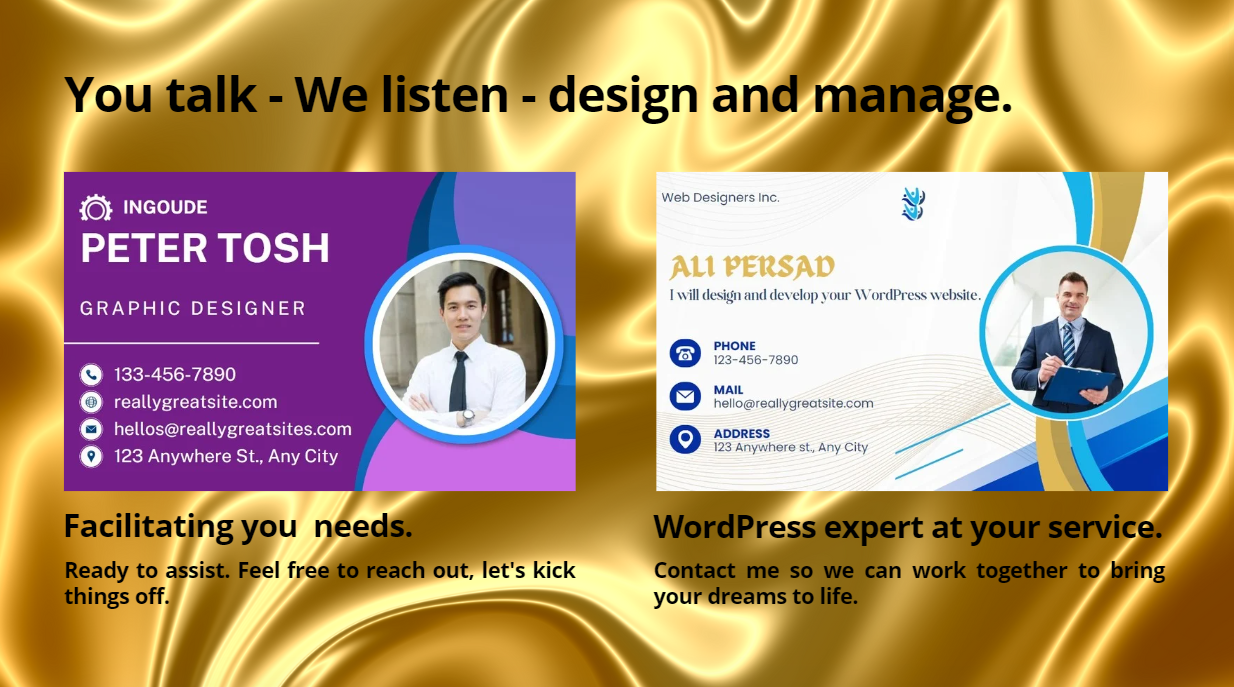 You talk - We listen - design and manage.
INGOUDE
PETER TOSH
GRAPHIC DESIGNER
133-456-7890
reallygreatsite.com
hellos@reallygreatsites.com
123 Anywhere St., Any City
Facilitating you  needs.
Ready to assist. Feel free to reach out, let's kick
things off.
Web Designers Inc.
ALI PERSAD
I will design and develop your WordPress website.
PHONE
123-456-7890
MAIL
hello@reallygreatsite.com
ADDRESS
123 Anywhere st., Any City
WordPress expert at your service.
Contact me so we can work together to bring
your dreams to life.